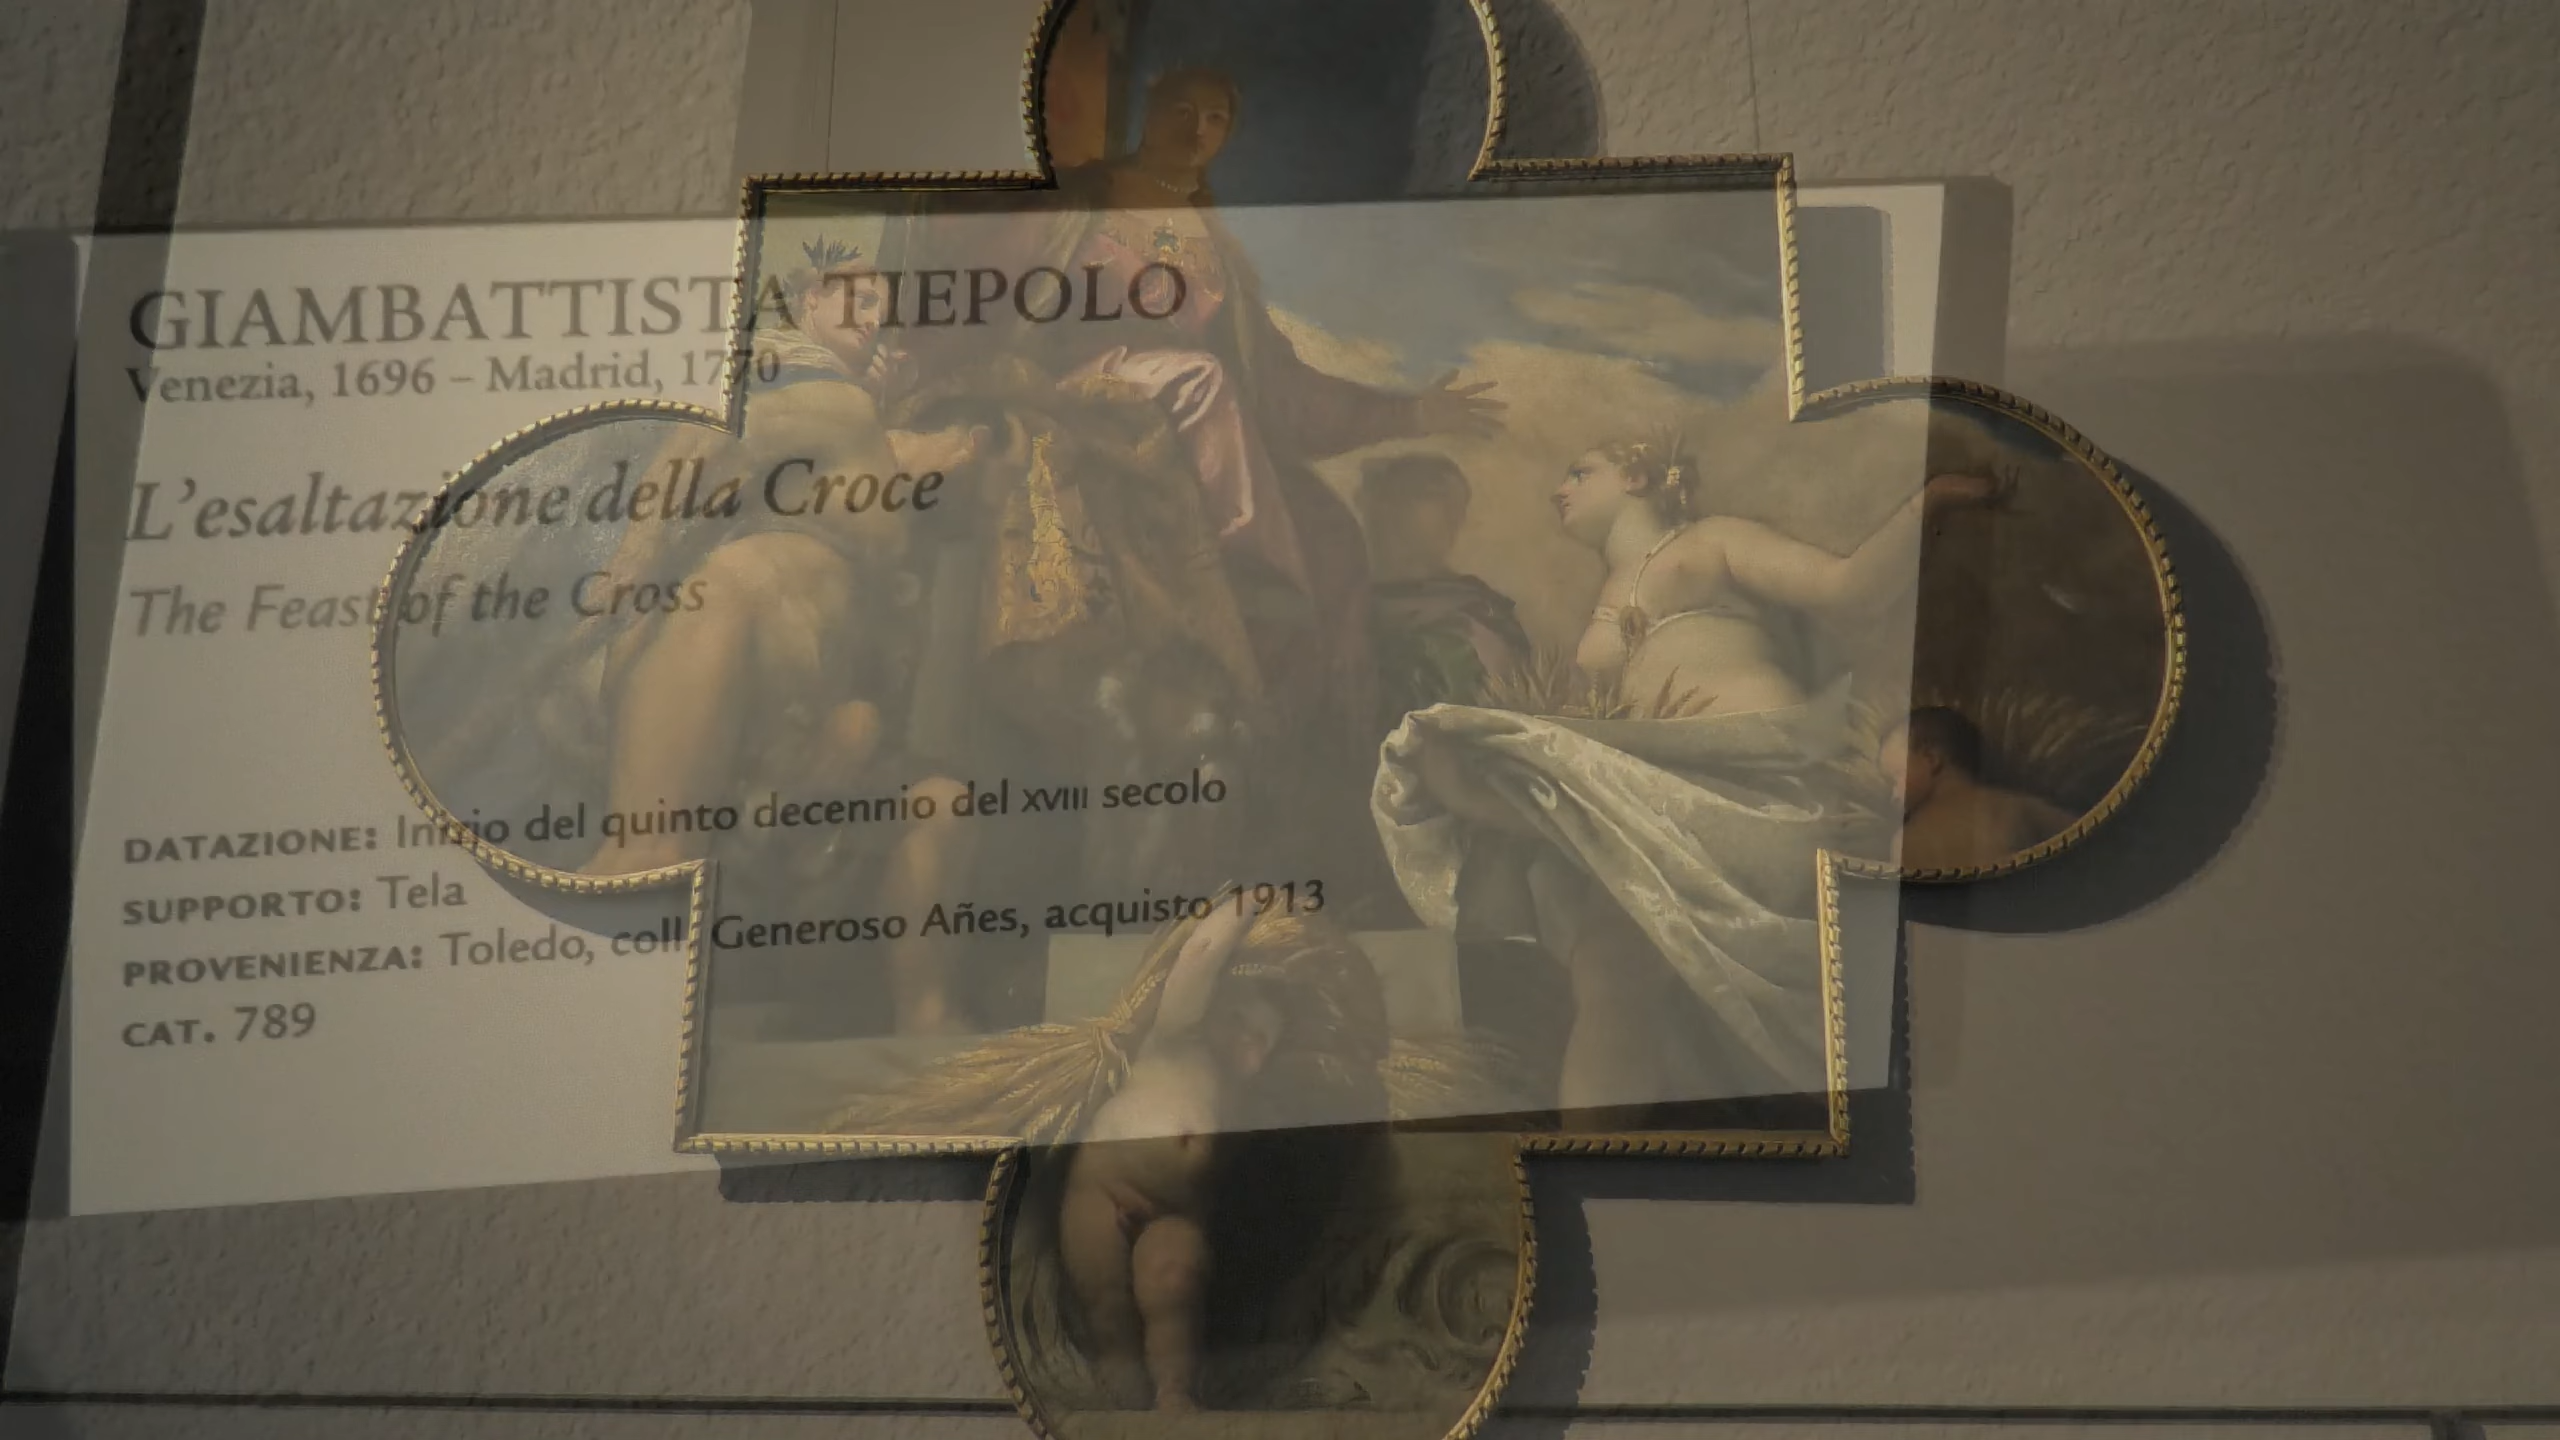 GIAMBATTISTA TIEPOLO
Venezia, 1696 – Madrid, 1770
L'esaltazione della Croce
The Feast of the Cross
DATAZIONE: Inizio del quinto decennio del XVIII secolo
SUPPORTO: Tela
PROVENIENZA: Toledo, coll. Generoso Añes, acquisto 1913
CAT. 789